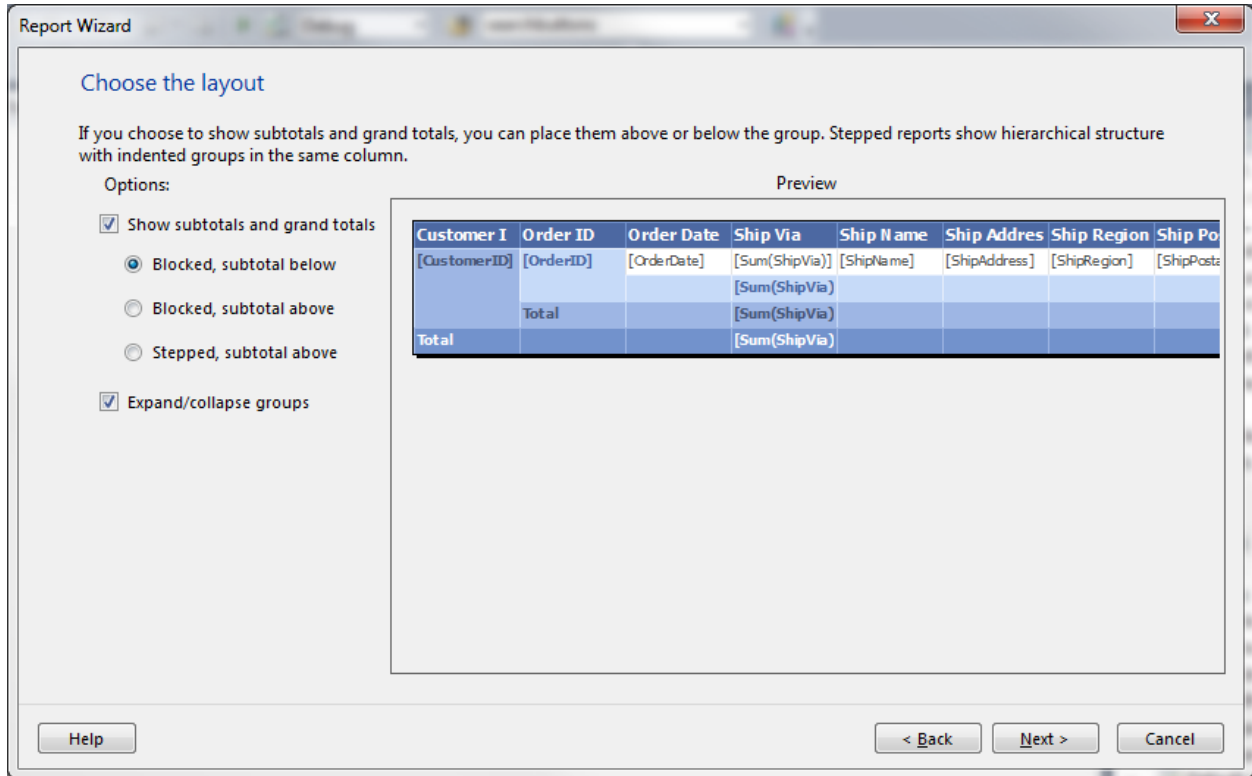 Report Wizard
Debug
Choose the layout
If you choose to show subtotals and grand totals, you can place them above or below the group. Stepped reports show hierarchical structure
with indented groups in the same column.
Options:
Preview
Show subtotals and grand totals
Blocked, subtotal below
Blocked, subtotal above
Stepped, subtotal above
Expand/collapse groups
Customer I Order ID Order Date Ship Via Ship Name Ship Addres Ship Region Ship Po
[CustomerID] [OrderID] [OrderDate] [Sum(ShipVia)] [ShipName] [ShipAddress] [ShipRegion] [ShipPosta
[Sum(ShipVia)
Total [Sum(ShipVia)
Total [Sum(ShipVia)
Help
< Back
Next >
Cancel